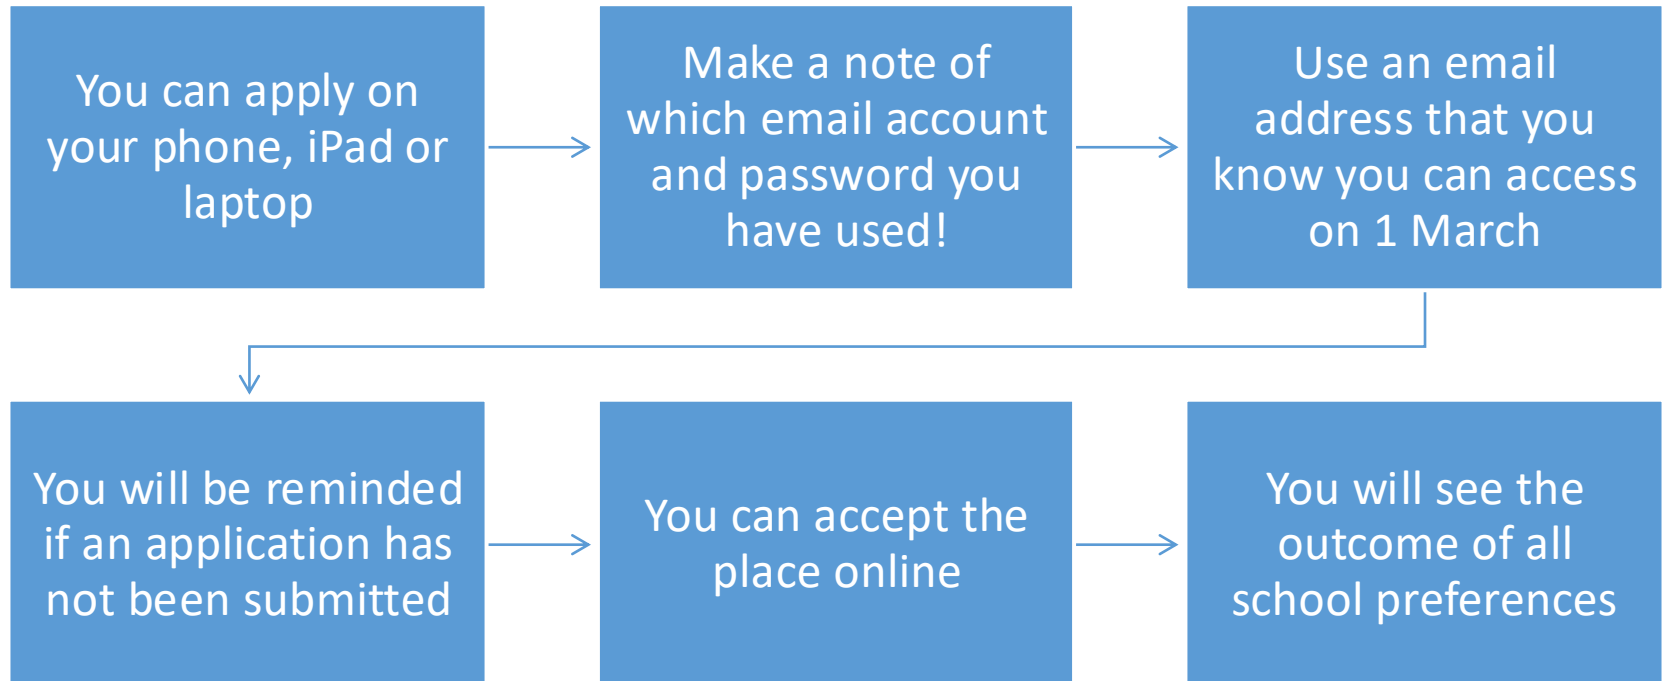 You can apply on
your phone, iPad or
laptop
Make a note of
which email account
and password you
have used!
Use an email
address that you
know you can access
on 1 March
You will be reminded
if an application has
not been submitted
You can accept the
place online
You will see the
outcome of all
school preferences